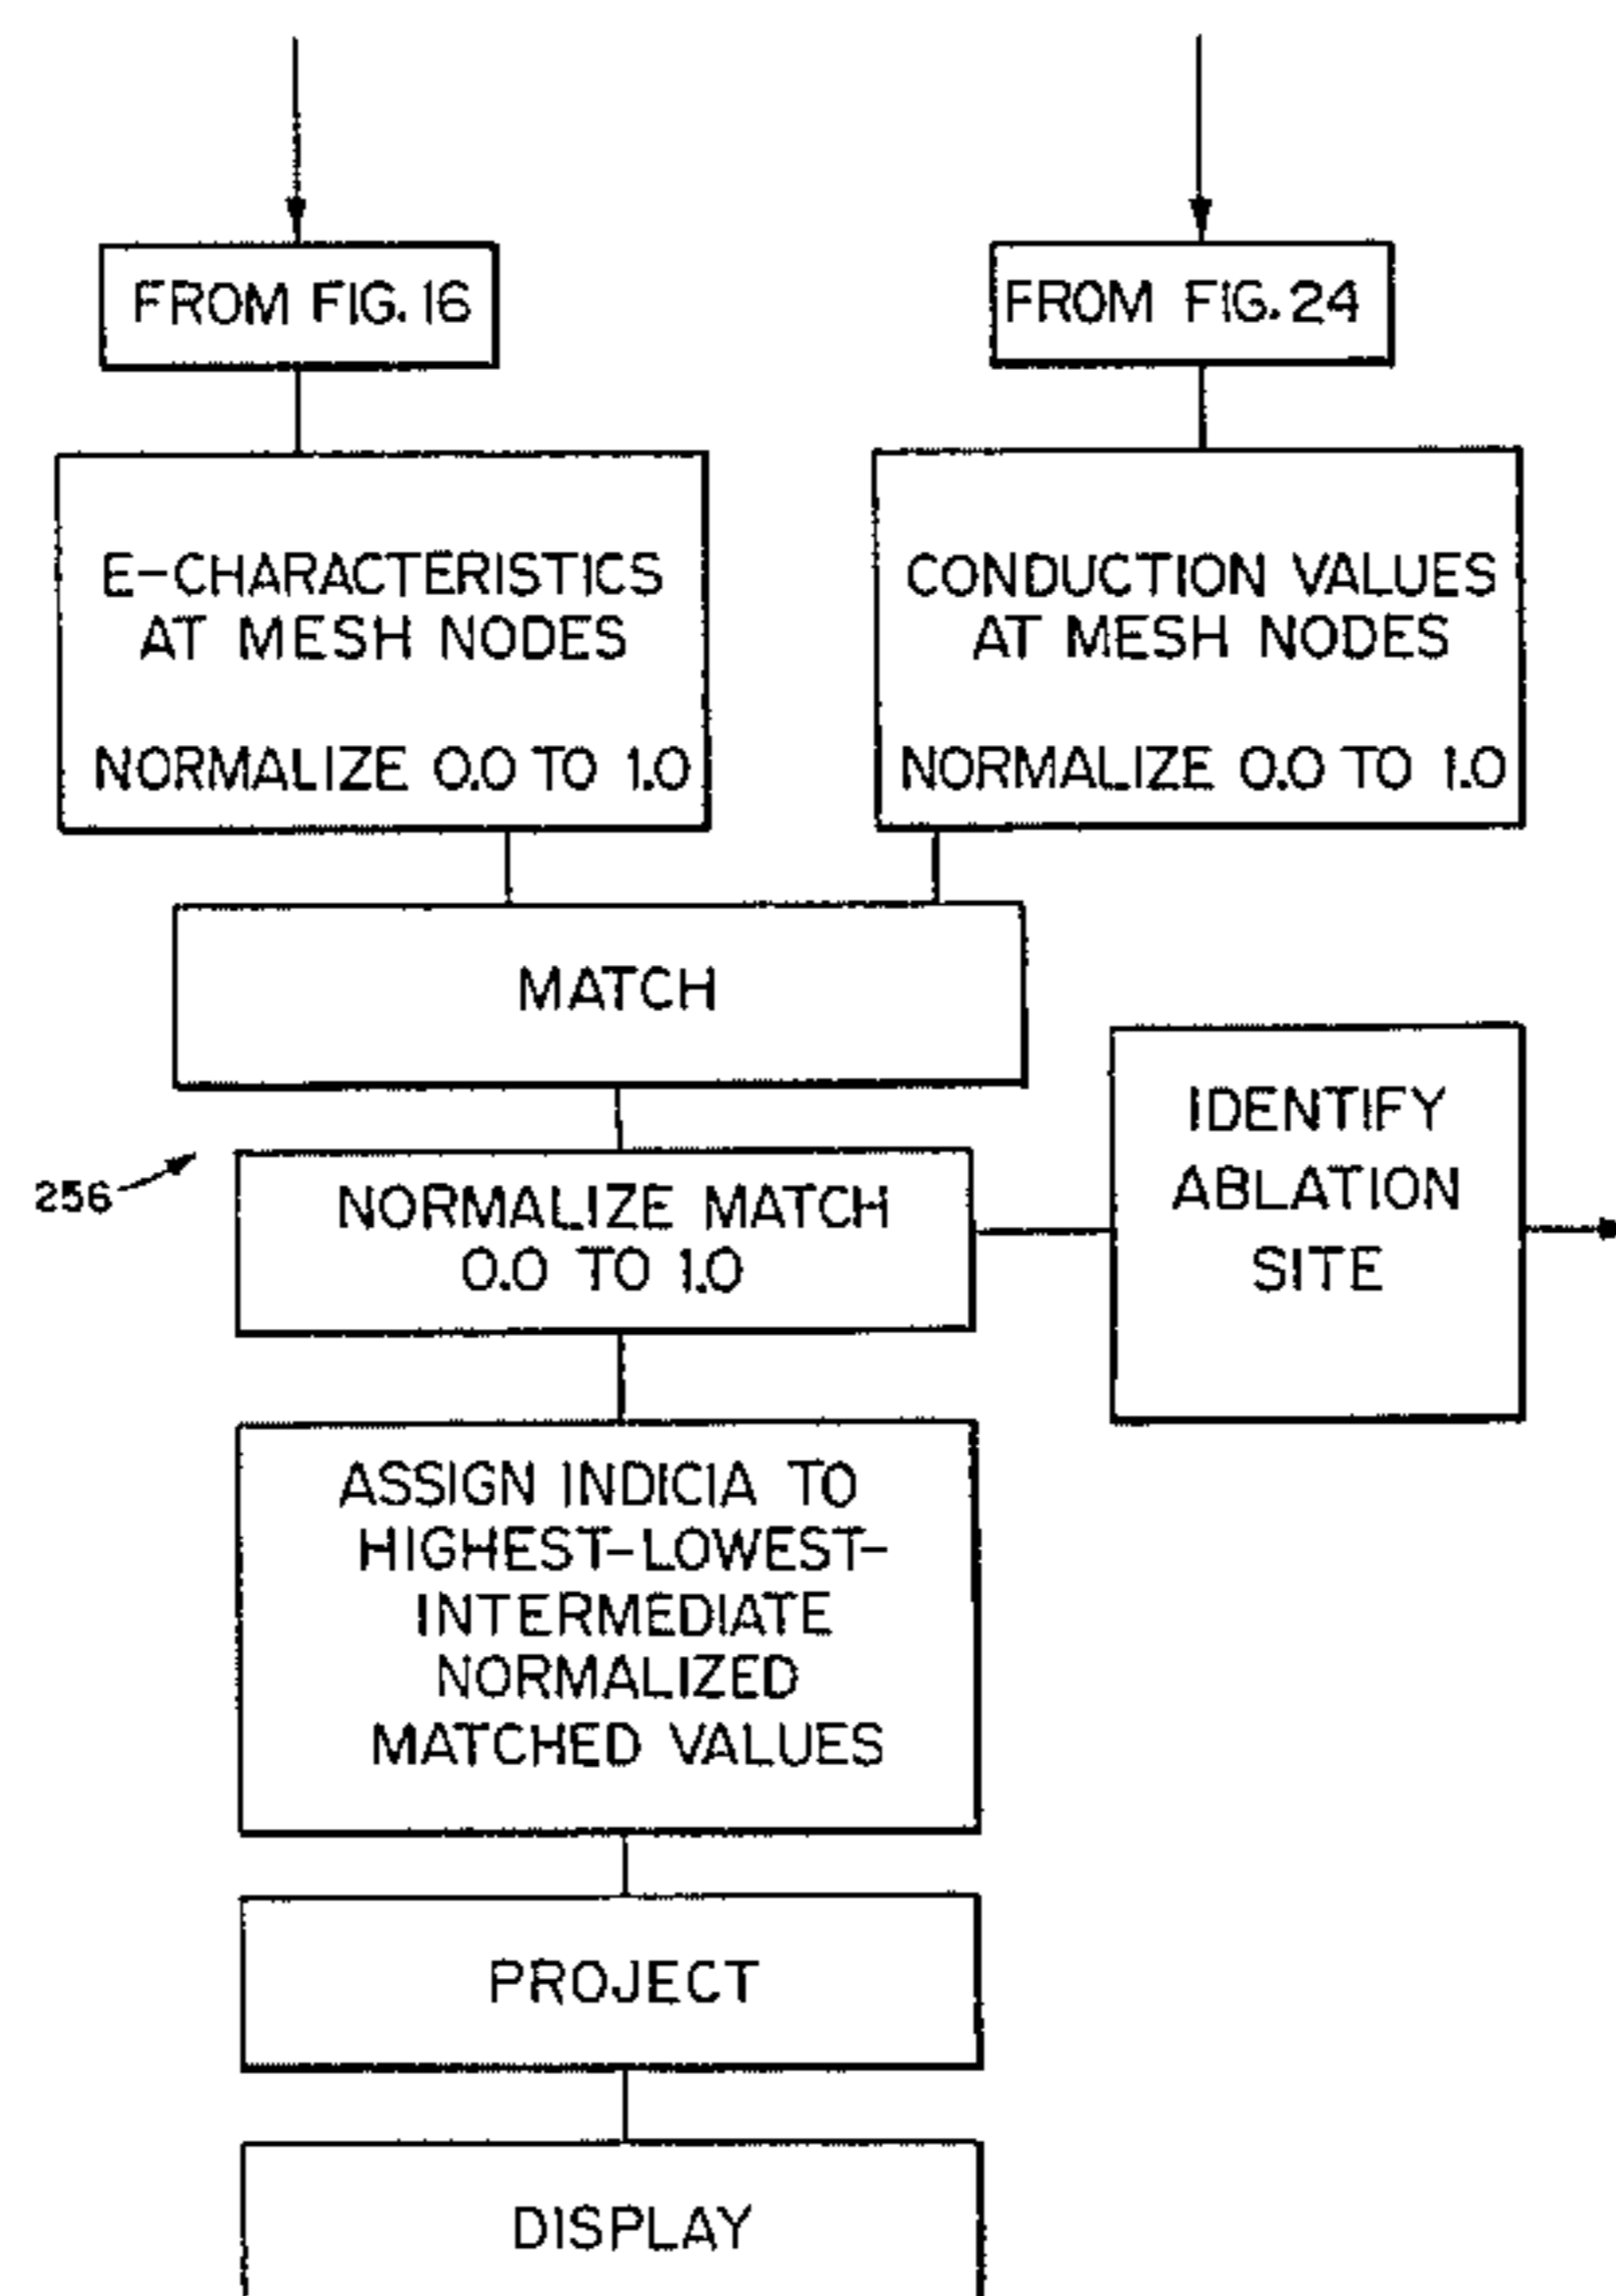 FROM FIG. 16
FROM FIG. 24
E-CHARACTERISTICS
AT MESH NODES
NORMALIZE 0.0 TO 1.0
CONDUCTION VALUES
AT MESH NODES
NORMALIZE 0.0 TO 1.0
MATCH
256
NORMALIZE MATCH
0.0 TO 1.0
IDENTIFY
ABLATION
SITE
ASSIGN INDICIA TO
HIGHEST-LOWEST-
INTERMEDIATE
NORMALIZED
MATCHED VALUES
PROJECT
DISPLAY